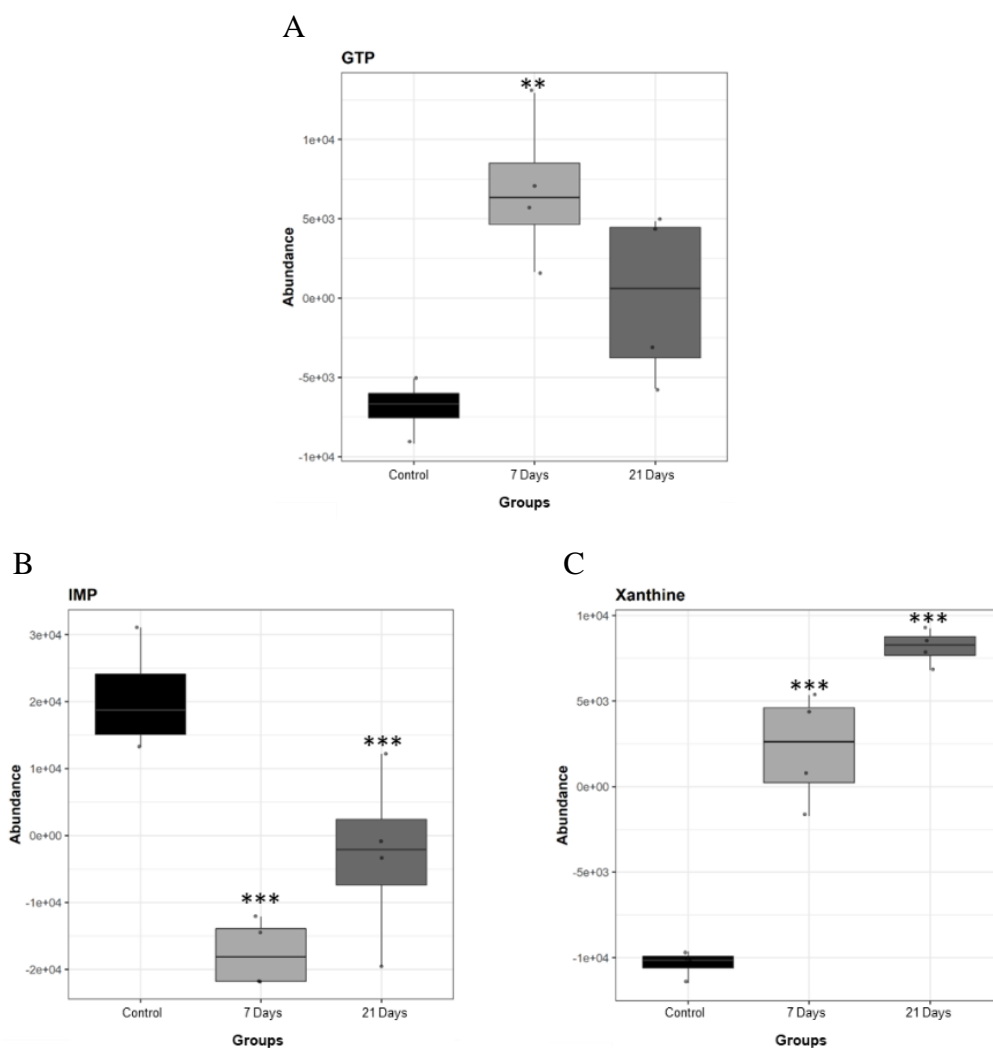 A
GTP
**
1e+04
5e+03
0e+00
-5e+03
-1e+04
Abundance
Control 7 Days 21 Days
Groups
B
IMP
3e+04
2e+04
1e+04
0e+00
-1e+04
-2e+04
Abundance
***
***
Control 7 Days 21 Days
Groups
C
Xanthine
1e+04
5e+03
0e+00
-5e+03
-1e+04
Abundance
***
***
Control 7 Days 21 Days
Groups